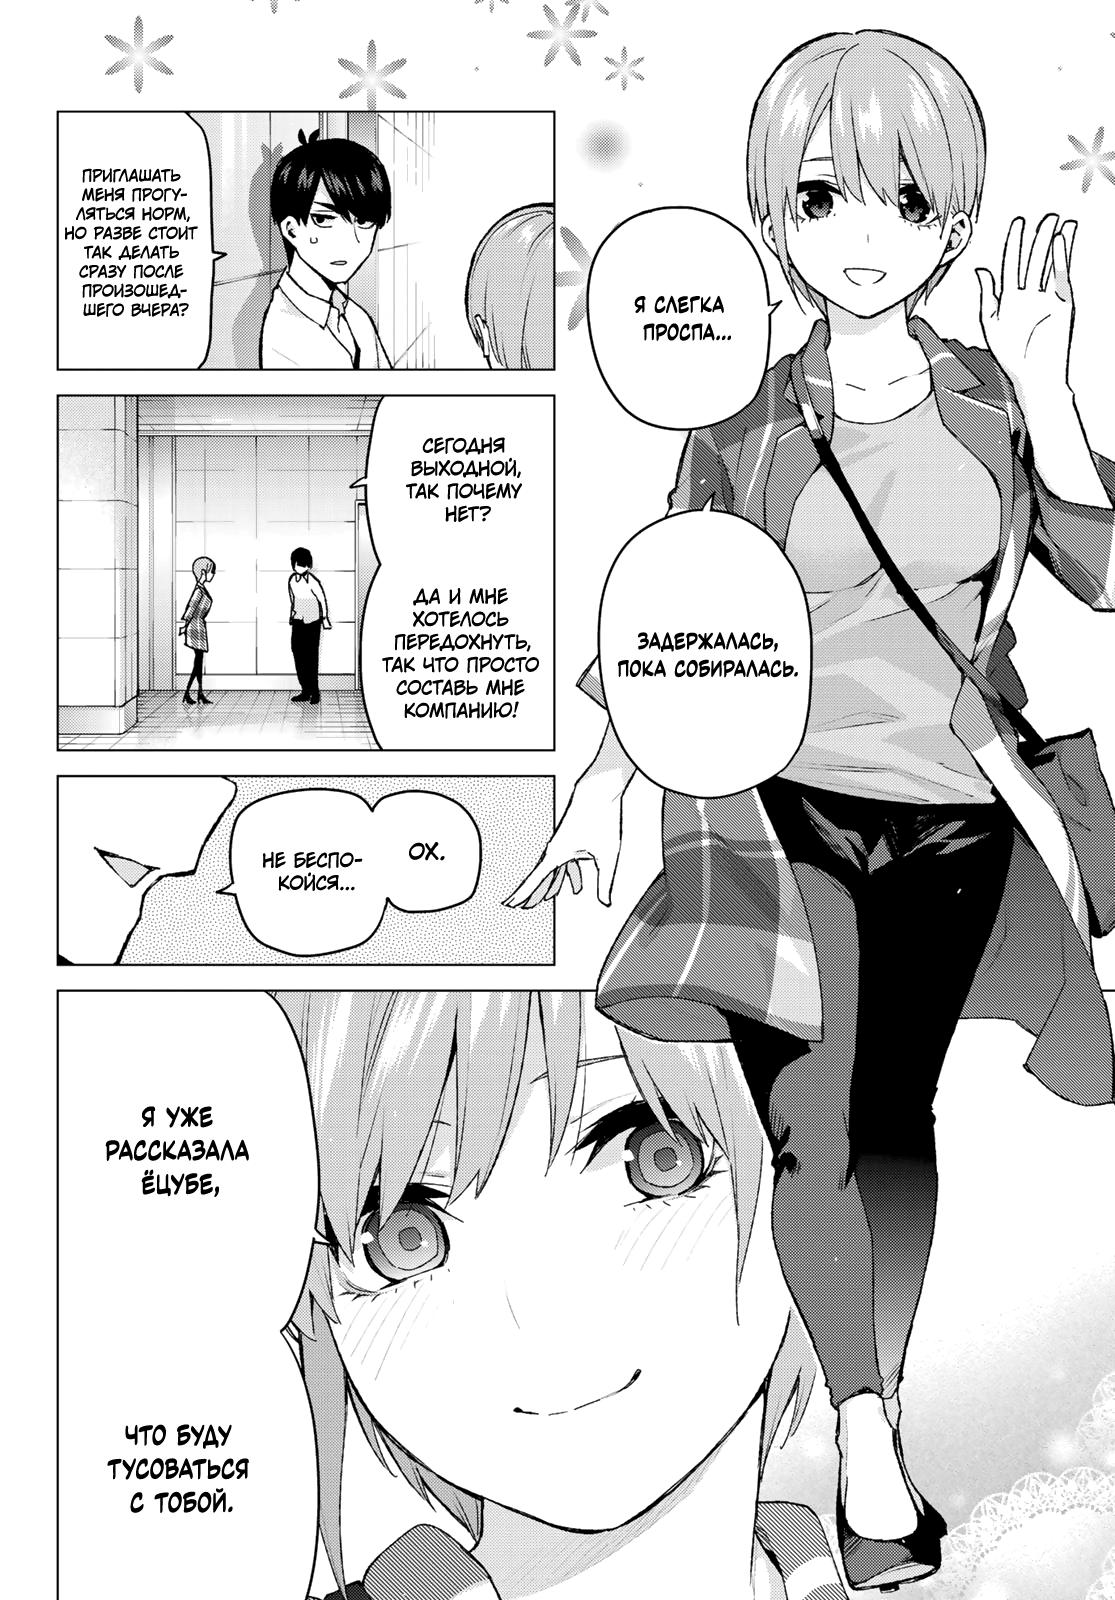 Я СЛЕГКА
ПРОСПА...
ЗАДЕРЖАЛАСЬ,
ПОКА СОБИРАЛАСЬ.
ПРИГЛАШАТЬ
МЕНЯ ПРОГУ-
ЛЯТЬСЯ НОРМ,
НО РАЗВЕ СТОИТ
ТАК ДЕЛАТЬ
СРАЗУ ПОСЛЕ
ПРОИЗОШЕД-
ШЕГО ВЧЕРА?
СЕГОДНЯ
ВЫХОДНОЙ,
ТАК ПОЧЕМУ
НЕТ?
ДА И МНЕ
ХОТЕЛОСЬ
ПЕРЕДОХНУТЬ,
ТАК ЧТО ПРОСТО
СОСТАВЬ МНЕ
КОМПАНИЮ!
ОХ.
НЕ БЕСПО-
КОЙСЯ...
Я УЖЕ
РАССКАЗАЛА
ЁЦУБЕ,
ЧТО БУДУ
ТУСОВАТЬСЯ
С ТОБОЙ.